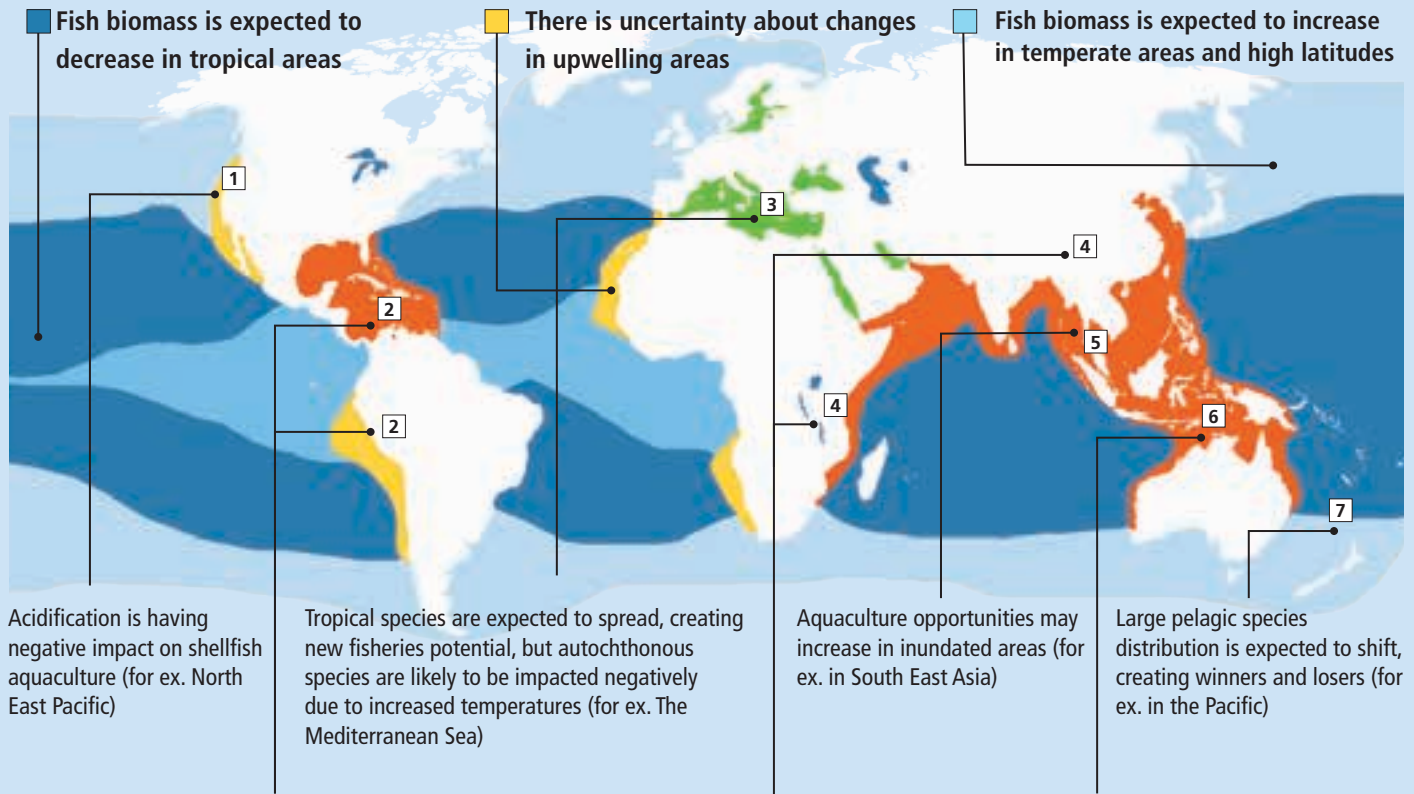 Fish biomass is expected to
decrease in tropical areas
There is uncertainty about changes
in upwelling areas
Fish biomass is expected to increase
in temperate areas and high latitudes
1
2
2
3
4
4
5
6
7
Acidification is having
negative impact on shellfish
aquaculture (for ex. North
East Pacific)
Tropical species are expected to spread, creating
new fisheries potential, but autochthonous
species are likely to be impacted negatively
due to increased temperatures (for ex. The
Mediterranean Sea)
Aquaculture opportunities may
increase in inundated areas (for
ex. in South East Asia)
Large pelagic species
distribution is expected to shift,
creating winners and losers (for
ex. in the Pacific)